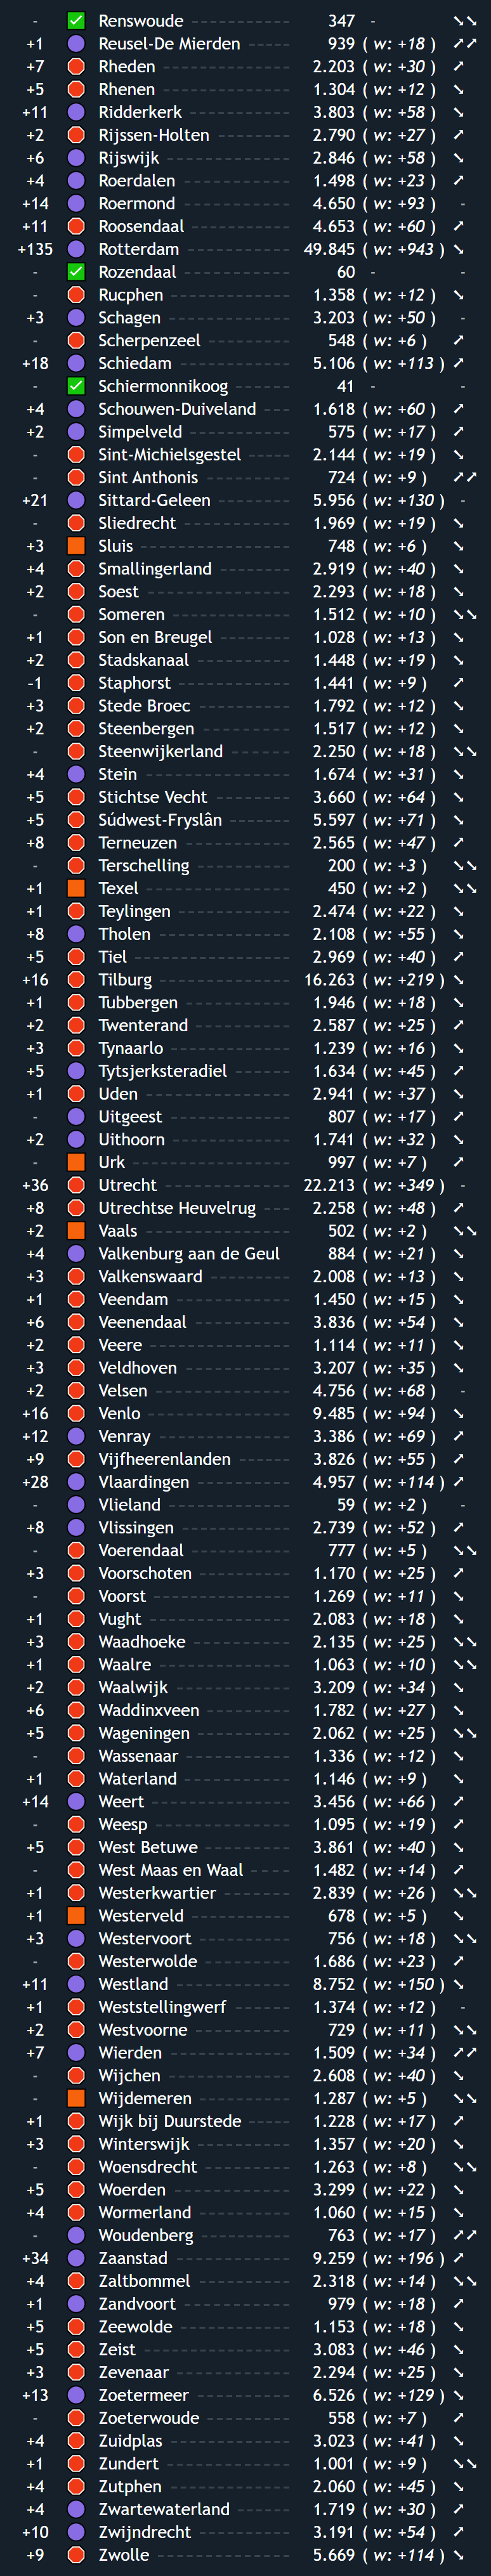 - Renswoude 347 -
+1 Reusel-De Mierden 939 ( w: +18 )
+7 Rheden 2.203 ( w: +30 )
+5 Rhenen 1.304 ( w: +12 )
+11 Ridderkerk 3.803 ( w: +58 )
+2 Rijssen-Holten 2.790 ( w: +27 )
+6 Rijswijk 2.846 ( w: +58 )
+4 Roerdalen 1.498 ( w: +23 )
+14 Roermond 4.650 ( w: +93 ) -
+11 Roosendaal 4.653 ( w: +60 )
+135 Rotterdam 49.845 ( w: +943 )
- Rozendaal 60 - -
- Rucphen 1.358 ( w: +12 )
+3 Schagen 3.203 ( w: +50 ) -
- Scherpenzeel 548 ( w: +6 )
+18 Schiedam 5.106 ( w: +113 )
- Schiermonnikoog 41 - -
+4 Schouwen-Duiveland 1.618 ( w: +60 )
+2 Simpelveld 575 ( w: +17 )
- Sint-Michielsgestel 2.144 ( w: +19 )
- Sint Anthonis 724 ( w: +9 )
+21 Sittard-Geleen 5.956 ( w: +130 ) -
- Sliedrecht 1.969 ( w: +19 )
+3 Sluis 748 ( w: +6 )
+4 Smallingerland 2.919 ( w: +40 )
+2 Soest 2.293 ( w: +18 )
- Someren 1.512 ( w: +10 )
+1 Son en Breugel 1.028 ( w: +13 )
+2 Stadskanaal 1.448 ( w: +19 )
-1 Staphorst 1.441 ( w: +9 )
+3 Stede Broec 1.792 ( w: +12 )
+2 Steenbergen 1.517 ( w: +12 )
- Steenwijkerland 2.250 ( w: +18 )
+4 Stein 1.674 ( w: +31 )
+5 Stichtse Vecht 3.660 ( w: +64 )
+5 Súdwest-Fryslân 5.597 ( w: +71 )
+8 Terneuzen 2.565 ( w: +47 )
- Terschelling 200 ( w: +3 )
+1 Texel 450 ( w: +2 )
+1 Teylingen 2.474 ( w: +22 )
+8 Tholen 2.108 ( w: +55 )
+5 Tiel 2.969 ( w: +40 )
+16 Tilburg 16.263 ( w: +219 )
+1 Tubbergen 1.946 ( w: +18 )
+2 Twenterand 2.587 ( w: +25 )
+3 Tynaarlo 1.239 ( w: +16 )
+5 Tytsjerksteradiel 1.634 ( w: +45 )
+1 Uden 2.941 ( w: +37 )
- Uitgeest 807 ( w: +17 )
+2 Uithoorn 1.741 ( w: +32 )
- Urk 997 ( w: +7 )
+36 Utrecht 22.213 ( w: +349 ) -
+8 Utrechtse Heuvelrug 2.258 ( w: +48 )
+2 Vaals 502 ( w: +2 )
+4 Valkenburg aan de Geul 884 ( w: +21 )
+3 Valkenswaard 2.008 ( w: +13 )
+1 Veendam 1.450 ( w: +15 )
+6 Veenendaal 3.836 ( w: +54 )
+2 Veere 1.114 ( w: +11 )
+3 Veldhoven 3.207 ( w: +35 )
+2 Velsen 4.756 ( w: +68 ) -
+16 Venlo 9.485 ( w: +94 )
+12 Venray 3.386 ( w: +69 )
+9 Vijfheerenlanden 3.826 ( w: +55 )
+28 Vlaardingen 4.957 ( w: +114 )
- Vlieland 59 ( w: +2 ) -
+8 Vlissingen 2.739 ( w: +52 )
- Voerendaal 777 ( w: +5 )
+3 Voorschoten 1.170 ( w: +25 )
- Voorst 1.269 ( w: +11 )
+1 Vught 2.083 ( w: +18 )
+3 Waadhoeke 2.135 ( w: +25 )
+1 Waalre 1.063 ( w: +10 )
+2 Waalwijk 3.209 ( w: +34 )
+6 Waddinxveen 1.782 ( w: +27 )
+5 Wageningen 2.062 ( w: +25 )
- Wassenaar 1.336 ( w: +12 )
+1 Waterland 1.146 ( w: +9 )
+14 Weert 3.456 ( w: +66 )
- Weesp 1.095 ( w: +19 )
+5 West Betuwe 3.861 ( w: +40 )
- West Maas en Waal 1.482 ( w: +14 )
+1 Westerkwartier 2.839 ( w: +26 )
+1 Westerveld 678 ( w: +5 )
+3 Westervoort 756 ( w: +18 )
- Westerwolde 1.686 ( w: +23 )
+11 Westland 8.752 ( w: +150 )
+1 Weststellingwerf 1.374 ( w: +12 ) -
+2 Westvoorne 729 ( w: +11 )
+7 Wierden 1.509 ( w: +34 )
- Wijchen 2.608 ( w: +40 )
- Wijdemeren 1.287 ( w: +5 )
+1 Wijk bij Duurstede 1.228 ( w: +17 )
+3 Winterswijk 1.357 ( w: +20 )
- Woensdrecht 1.263 ( w: +8 )
+5 Woerden 3.299 ( w: +22 )
+4 Wormerland 1.060 ( w: +15 )
- Woudenberg 763 ( w: +17 )
+34 Zaanstad 9.259 ( w: +196 )
+4 Zaltbommel 2.318 ( w: +14 )
+1 Zandvoort 979 ( w: +18 )
+5 Zeewolde 1.153 ( w: +18 )
+5 Zeist 3.083 ( w: +46 )
+3 Zevenaar 2.294 ( w: +25 )
+13 Zoetermeer 6.526 ( w: +129 )
- Zoeterwoude 558 ( w: +7 )
+4 Zuidplas 3.023 ( w: +41 )
+1 Zundert 1.001 ( w: +9 )
+4 Zutphen 2.060 ( w: +45 )
+4 Zwartewaterland 1.719 ( w: +30 )
+10 Zwijndrecht 3.191 ( w: +54 )
+9 Zwolle 5.669 ( w: +114 )